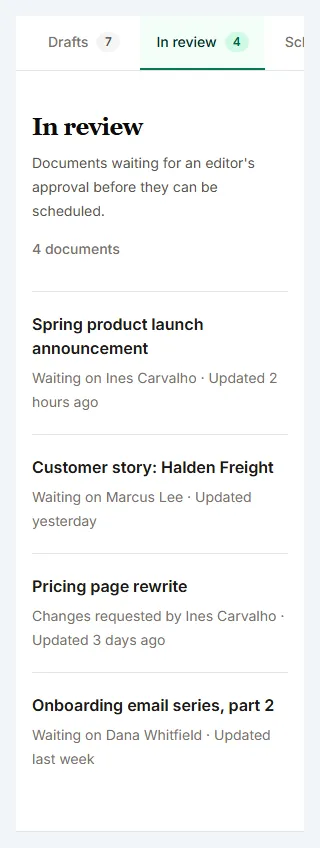 Drafts 7 In review 4
In review
Documents waiting for an editor's
approval before they can be
scheduled.
4 documents
Spring product launch
announcement
Waiting on Ines Carvalho · Updated 2
hours ago
Customer story: Halden Freight
Waiting on Marcus Lee · Updated
yesterday
Pricing page rewrite
Changes requested by Ines Carvalho ·
Updated 3 days ago
Onboarding email series, part 2
Waiting on Dana Whitfield · Updated
last week